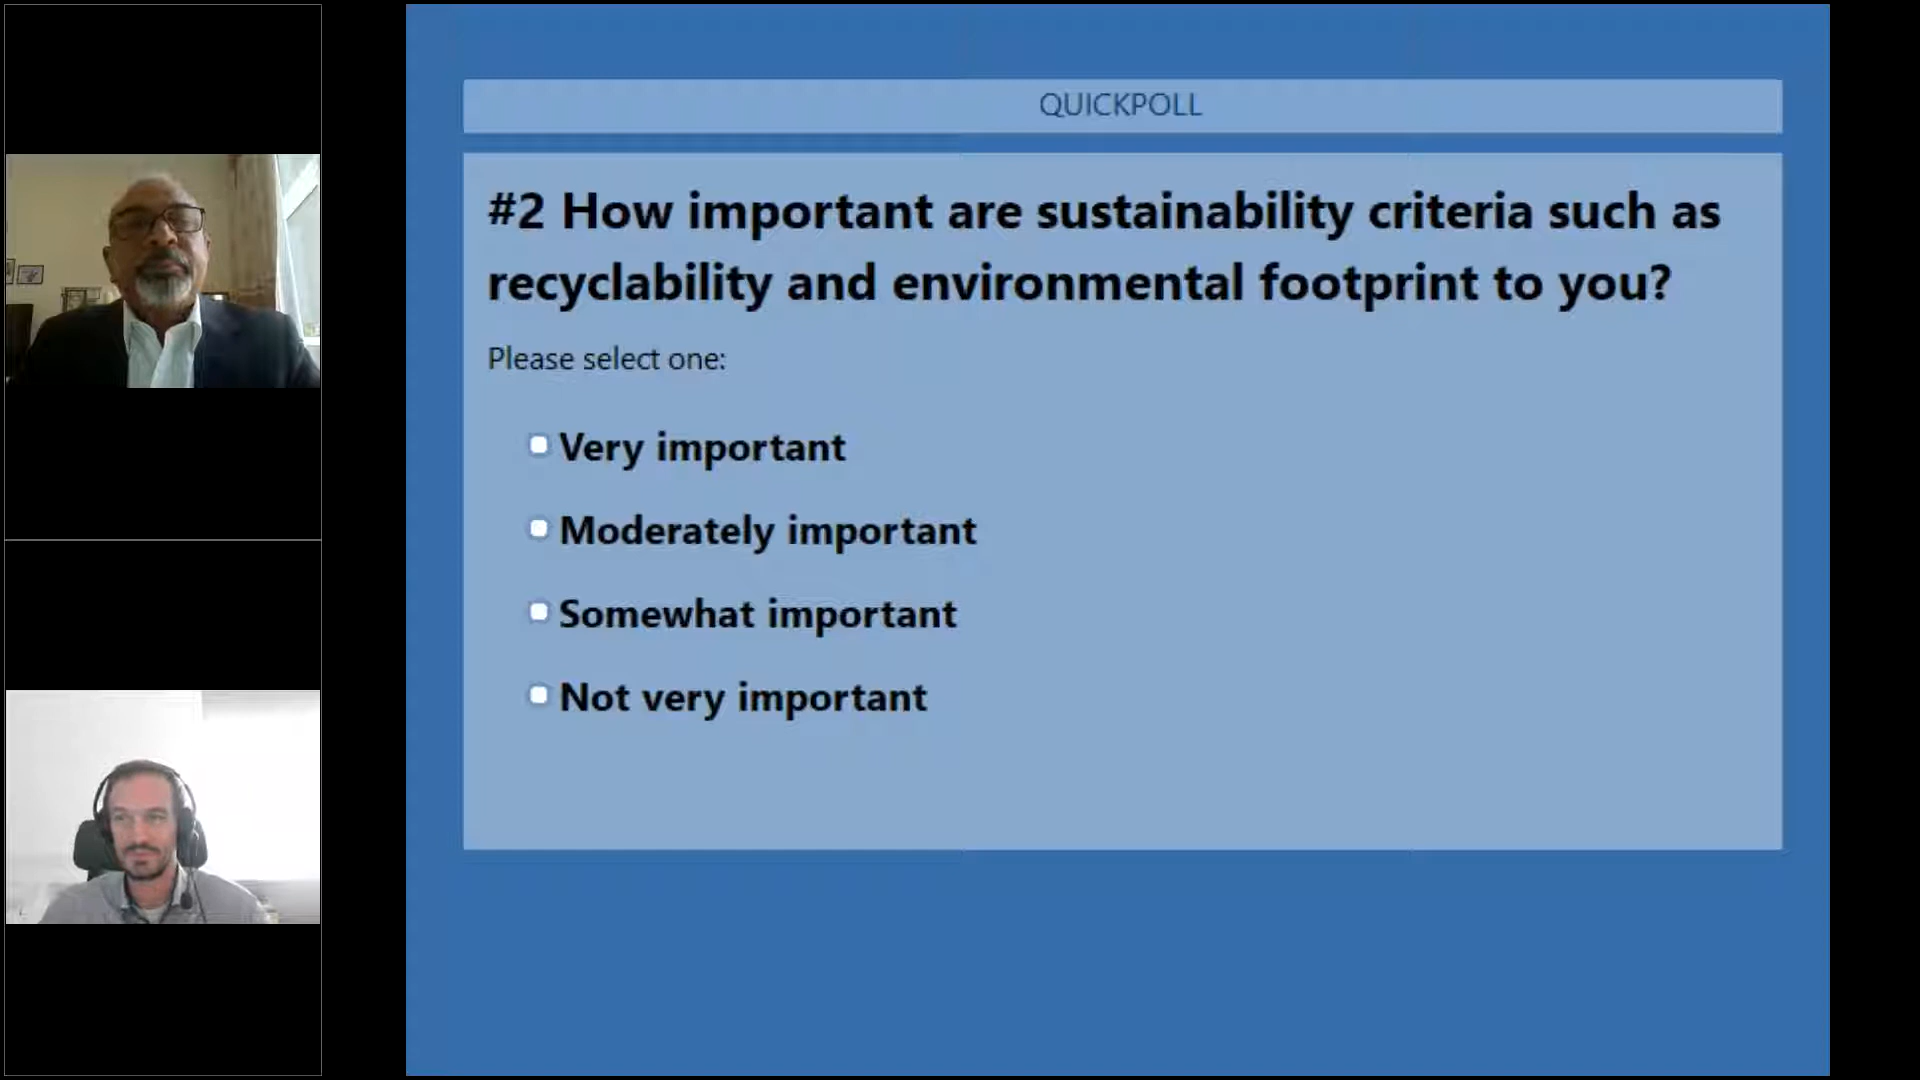 QUICKPOLL
#2 How important are sustainability criteria such as
recyclability and environmental footprint to you?
Please select one:
Very important
Moderately important
Somewhat important
Not very important